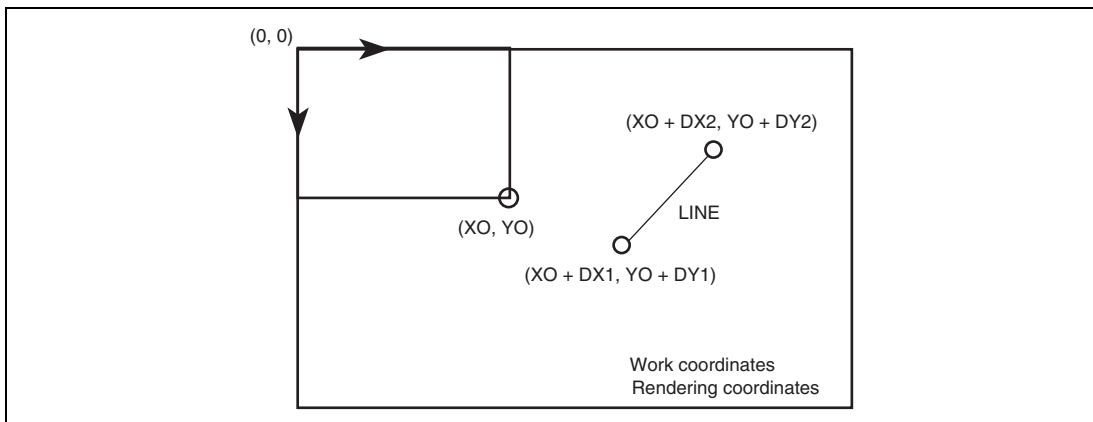 (0, 0)
(XO + DX2, YO + DY2)
LINE
(XO, YO)
(XO + DX1, YO + DY1)
Work coordinates
Rendering coordinates